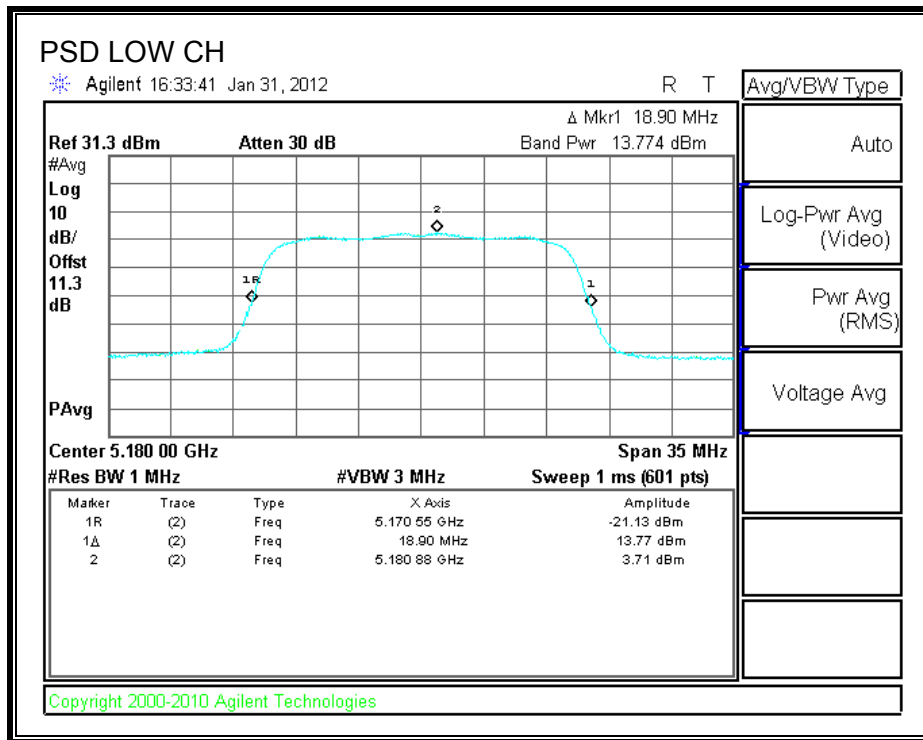 PSD LOW CH
Agilent 16:33:41 Jan 31, 2012 R T
Δ Mkr1 18.90 MHz
Ref 31.3 dBm Atten 30 dB Band Pwr 13.774 dBm
#Avg
Log
10
dB/
Offst
11.3
dB
2
1R
1
PAvg
Center 5.180 00 GHz Span 35 MHz
#Res BW 1 MHz #VBW 3 MHz Sweep 1 ms (601 pts)
Marker Trace Type X Axis Amplitude
1R (2) Freq 5.170 55 GHz -21.13 dBm
1Δ (2) Freq 18.90 MHz 13.77 dBm
2 (2) Freq 5.180 88 GHz 3.71 dBm
Avg/VBW Type
Auto
Log-Pwr Avg
(Video)
Pwr Avg
(RMS)
Voltage Avg
Copyright 2000-2010 Agilent Technologies